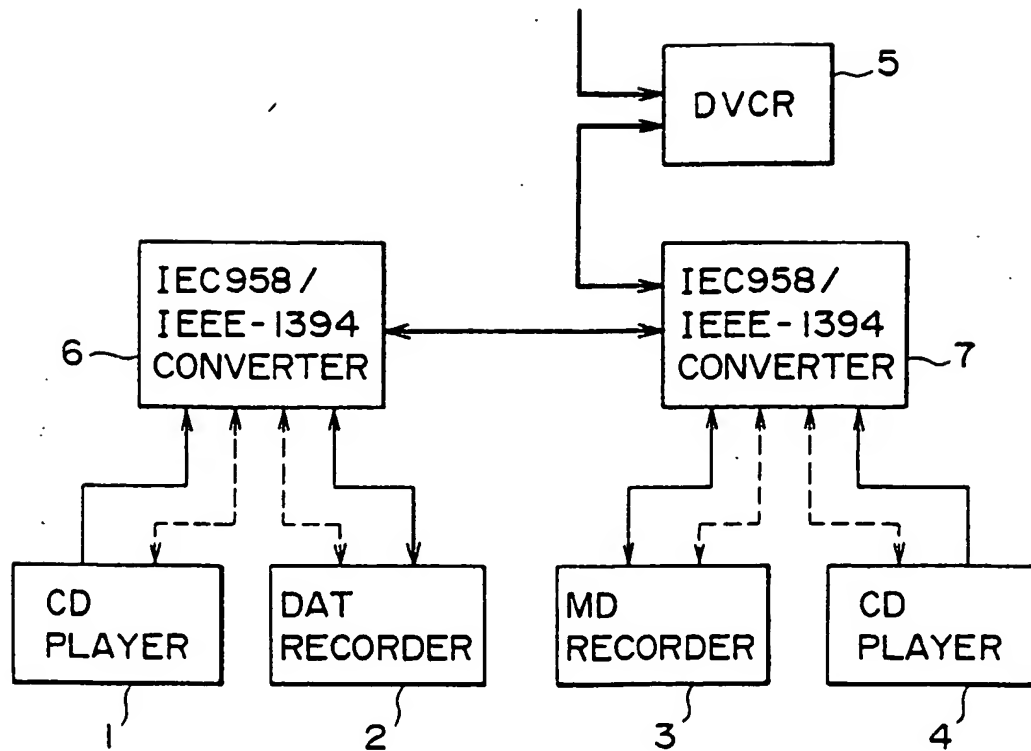 5
DVCR
IEC958/
IEEE-1394
CONVERTER
6
IEC958/
IEEE-1394
CONVERTER
7
CD
PLAYER
DAT
RECORDER
MD
RECORDER
CD
PLAYER
1
2
3
4